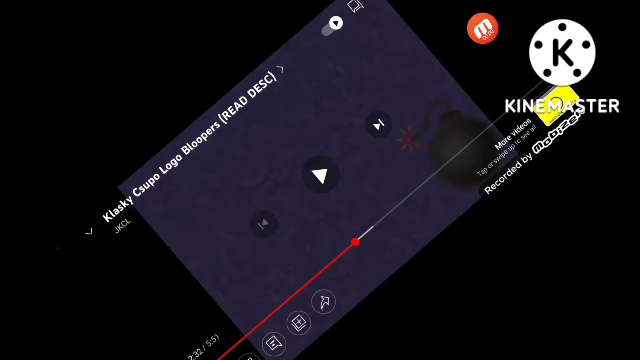 Klasky Csupo Logo Bloopers (READ DESC)
JKCL
KINEMASTER
More videos
Tap or swipe up to see all
Recorded by mobizen
2:32 / 5:51